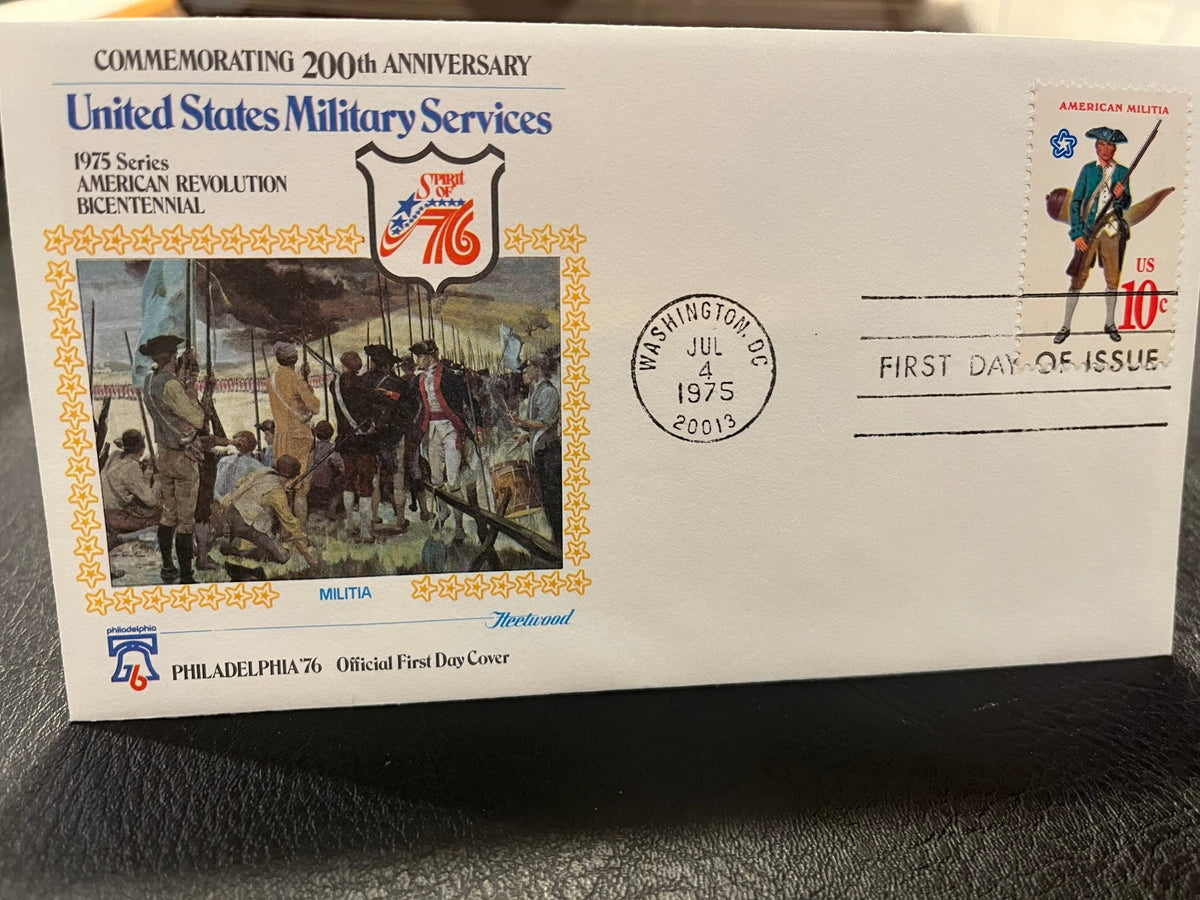 COMMEMORATING 200th ANNIVERSARY
United States Military Services
1975 Series
AMERICAN REVOLUTION
BICENTENNIAL
SPIRIT
OF
76
MILITIA
Fleetwood
philadelphia
76
PHILADELPHIA '76 Official First Day Cover
WASHINGTON, DC
JUL
4
1975
20013
AMERICAN MILITIA
US
10c
FIRST DAY OF ISSUE